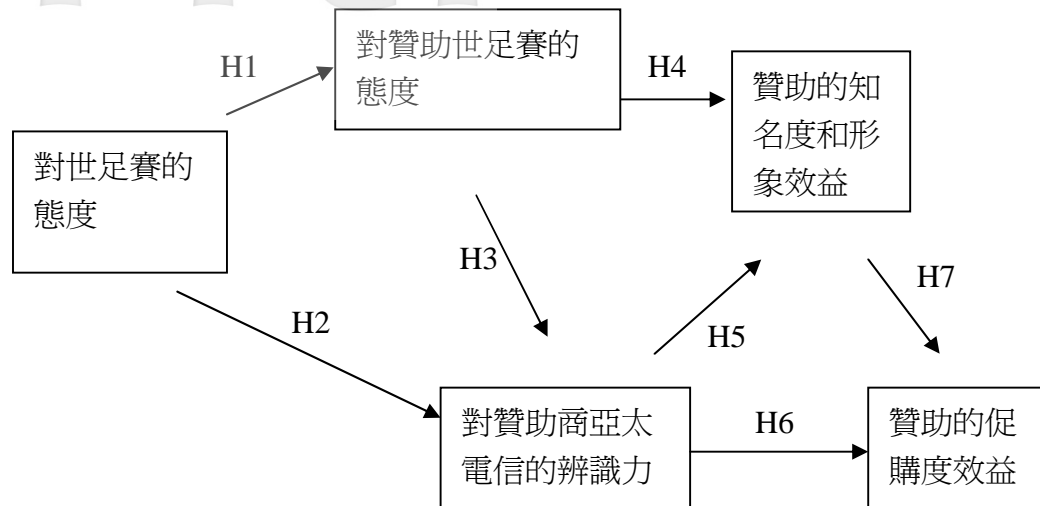 對贊助世足賽的
態度
H1
H4
贊助的知
名度和形
象效益
對世足賽的
態度
H3
H7
H2
H5
對贊助商亞太
電信的辨識力
H6
贊助的促
購度效益